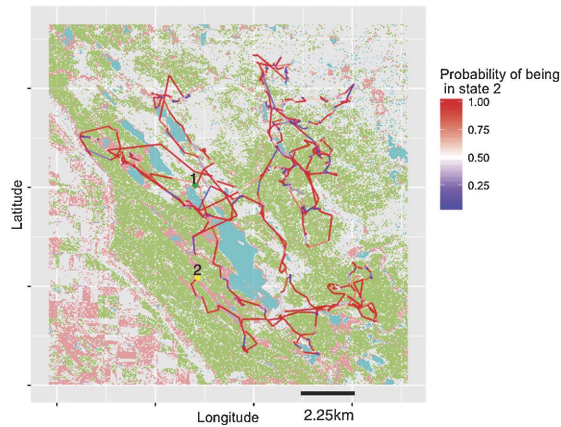 Probability of being
in state 2
1.00
0.75
0.50
0.25
1
2
Latitude
Longitude
2.25km